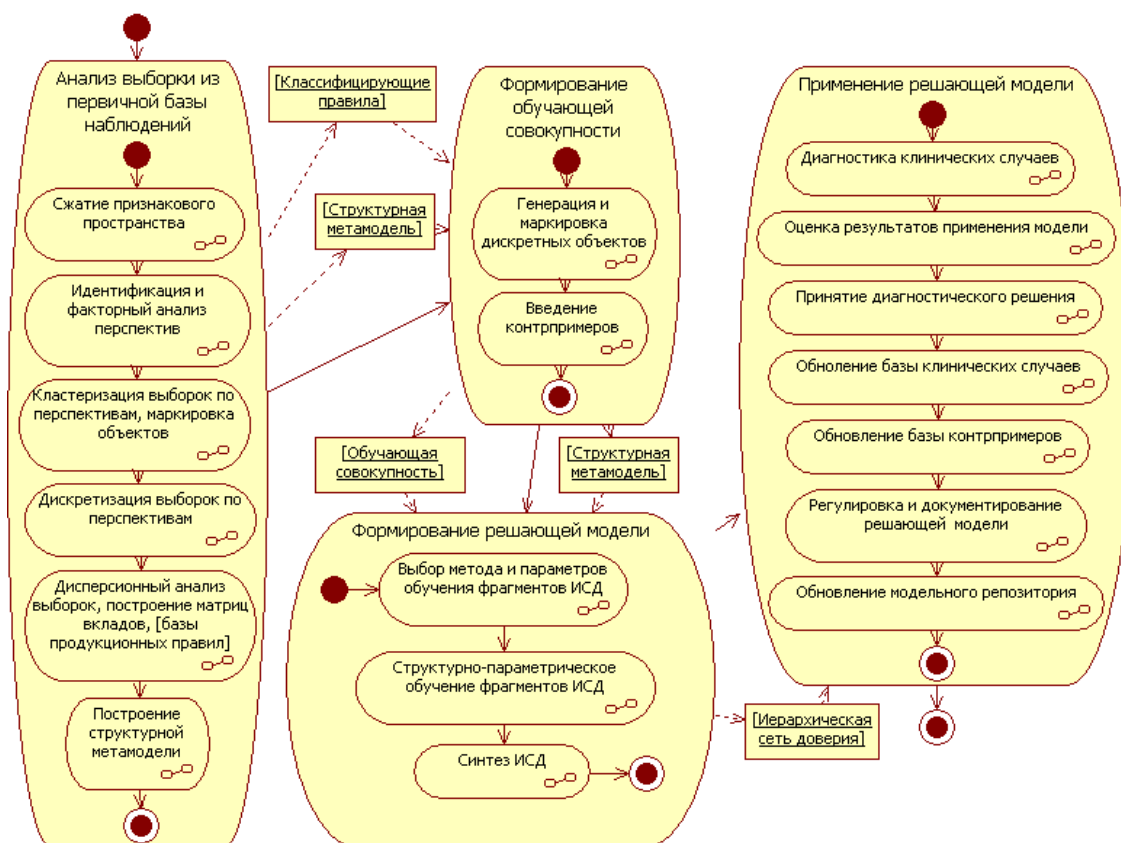 Анализ выборки из
первичной базы
наблюдений
Сжатие признакового
пространства
Идентификация и
факторный анализ
перспектив
Кластеризация выборок по
перспективам, маркировка
объектов
Дискретизация выборок по
перспективам
Дисперсионный анализ
выборок, построение матриц
вкладов, [базы
продукционных правил]
Построение
структурной
метамодели
[Классифицирующие
правила]
[Структурная
метамодель]
Формирование
обучающей
совокупности
Генерация и
маркировка
дискретных объектов
Введение
контрпримеров
[Обучающая
совокупность]
[Структурная
метамодель]
Формирование решающей модели
Выбор метода и параметров
обучения фрагментов ИСД
Структурно-параметрическое
обучение фрагментов ИСД
Синтез ИСД
[Иерархическая
сеть доверия]
Применение решающей модели
Диагностика клинических случаев
Оценка результатов применения модели
Принятие диагностического решения
Обноление базы клинических случаев
Обновление базы контрпримеров
Регулировка и документирование
решающей модели
Обновление модельного репозитория